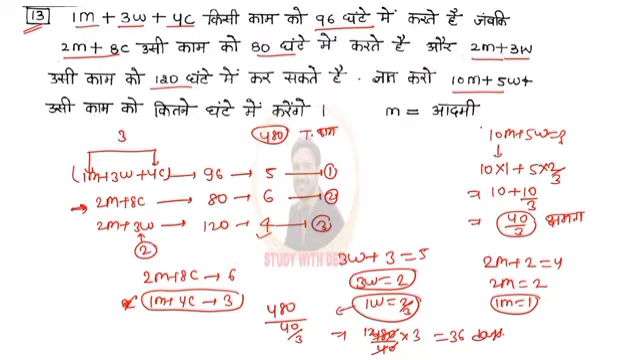 13 1m + 3w + 4C किसी काम को 96 घंटे में करते है जबकि
2m + 8C उसी काम को 80 घंटे में करते है और 2m+3w
उसी काम को 120 घंटे में कर सकते है . ज्ञात करो 10m+5w+
उसी काम को कितने घंटे में करेंगे । m = आदमी
3
480 T. काम
(1m+3w+4C) → 96 → 5 → ①
→ 2m+8C → 80 → 6 → ②
2m+3w → 120 → 4 → ③
②
2m+8C → 6
1m+4C → 3
STUDY WITH
3w+3=5
3w=2
1w=2/3
480
40/3
⇒ 12 480/40 ×3 = 36 days
10m+5w=?
↓
10×1 + 5×2/3
⇒ 10+10/3
⇒ 40/3 क्षमता
2m+2=4
2m=2
1m=1